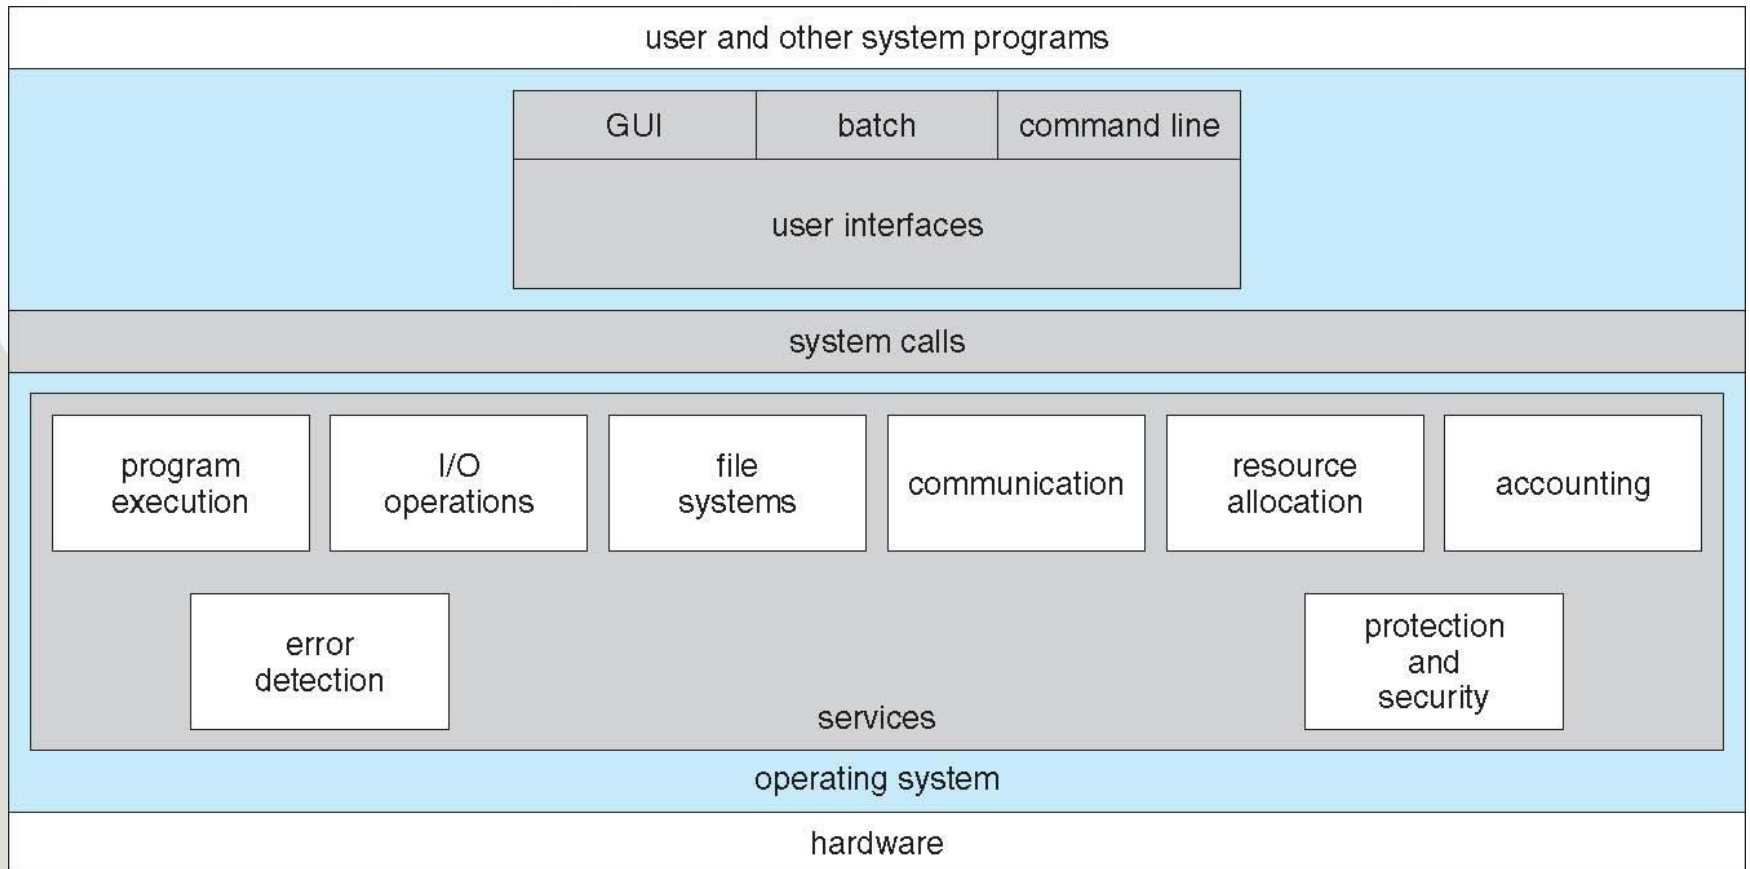 user and other system programs
GUI
batch
command line
user interfaces
system calls
program
execution
I/O
operations
file
systems
communication
resource
allocation
accounting
error
detection
protection
and
security
services
operating system
hardware